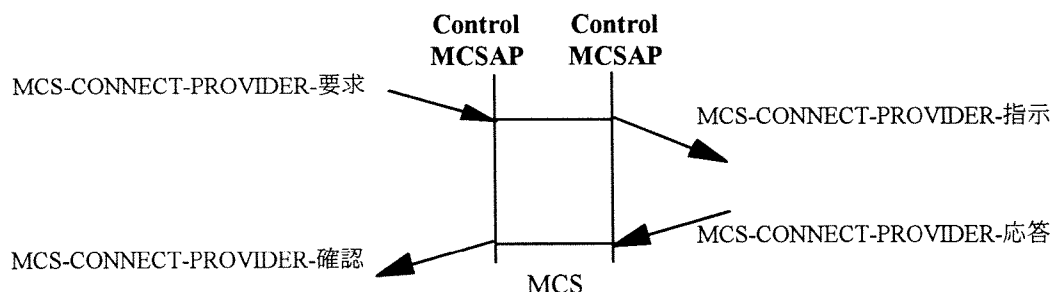 Control Control
MCSAP MCSAP
MCS-CONNECT-PROVIDER-要求
MCS-CONNECT-PROVIDER-指示
MCS-CONNECT-PROVIDER-応答
MCS-CONNECT-PROVIDER-確認
MCS